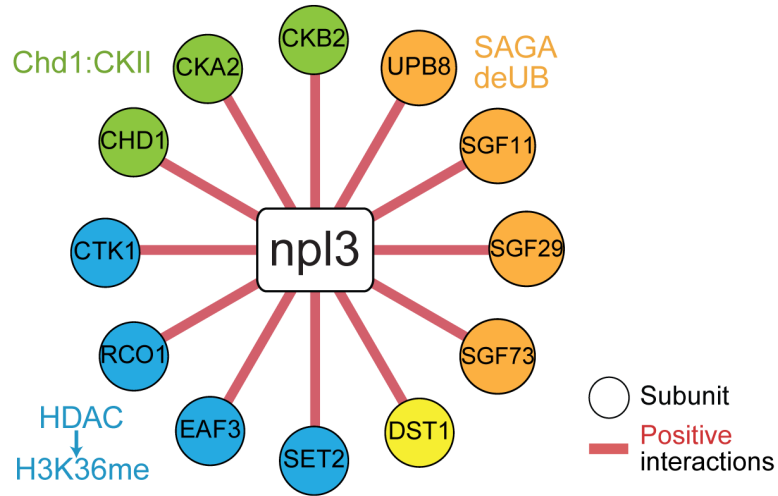 Chd1:CKII
CKA2
CKB2
UPB8
SAGA
deUB
CHD1
SGF11
CTK1
npl3
SGF29
RCO1
SGF73
HDAC
H3K36me
EAF3
SET2
DST1
Subunit
Positive
interactions